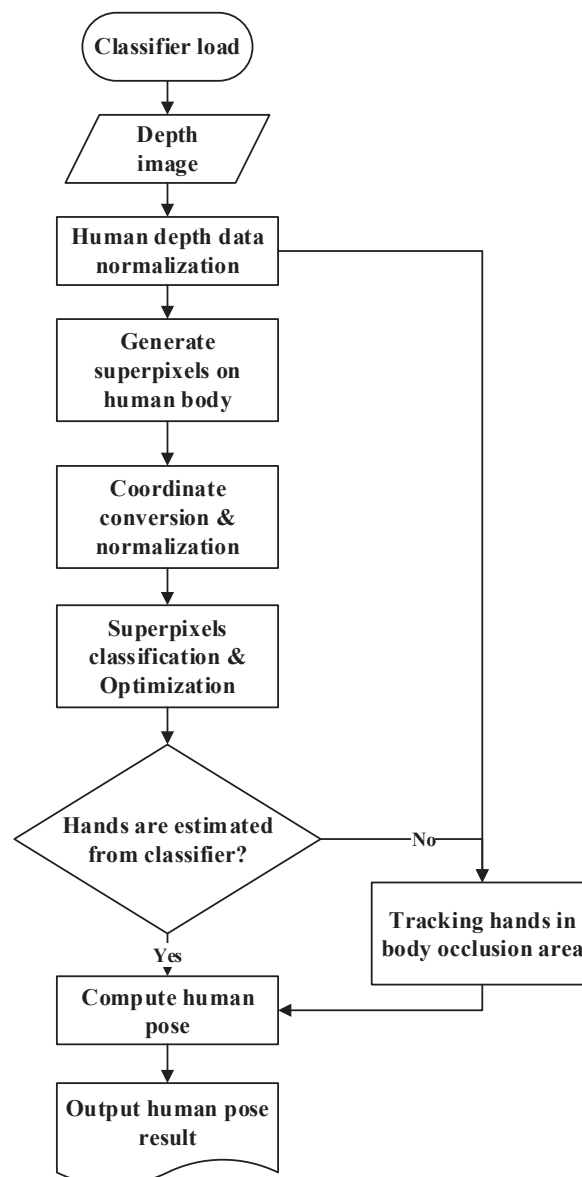 Classifier load
Depth
image
Human depth data
normalization
Generate
superpixels on
human body
Coordinate
conversion &
normalization
Superpixels
classification &
Optimization
Hands are estimated
from classifier?
No
Tracking hands in
body occlusion area
Yes
Compute human
pose
Output human pose
result